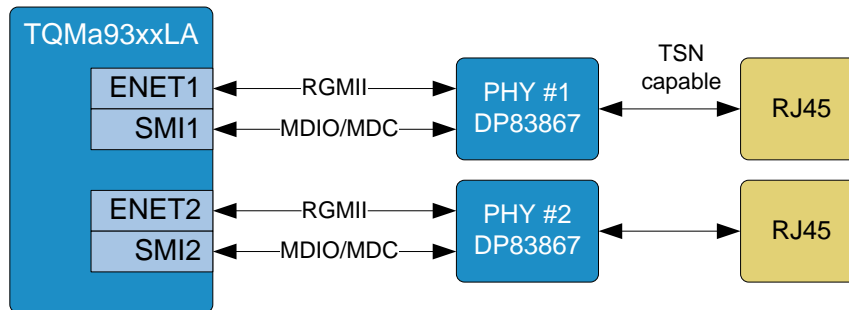 TQMa93xxLA
ENET1
RGMII
SMI1
MDIO/MDC
PHY #1
DP83867
TSN
capable
RJ45
ENET2
RGMII
SMI2
MDIO/MDC
PHY #2
DP83867
RJ45